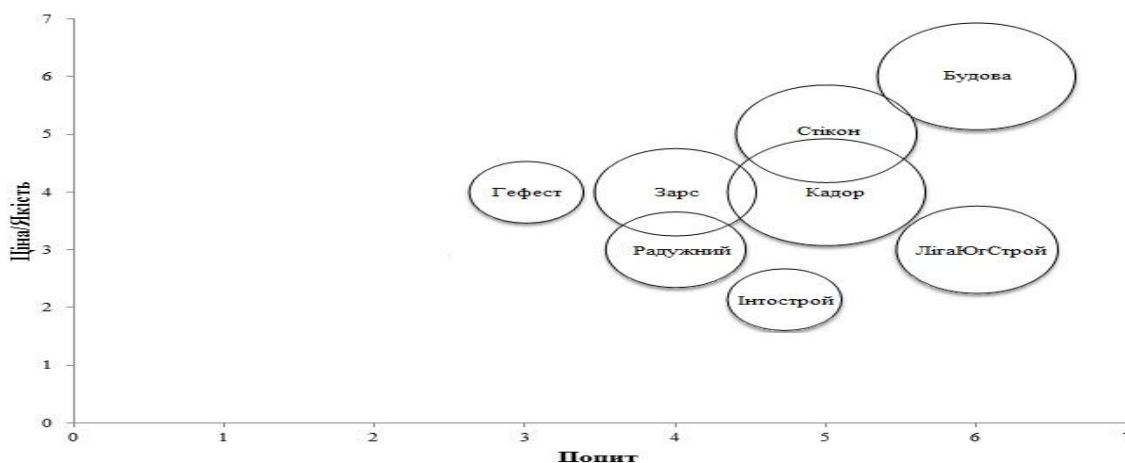 Ціна/Якість
7
6
5
4
3
2
1
0
Будова
Стікон
Гефест
Зарс
Кадор
Радужний
ЛігаЮгСтрой
Інтострой
0 1 2 3 4 5 6 7
Попит